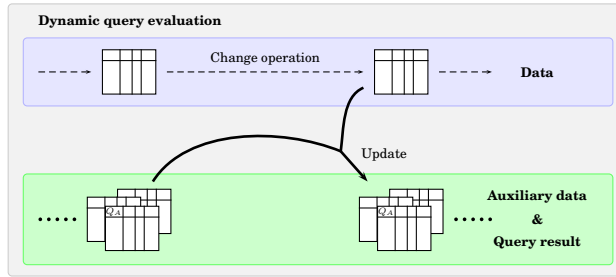 Dynamic query evaluation
Change operation
Data
Update
Q_A
Q_A
Auxiliary data
&
Query result